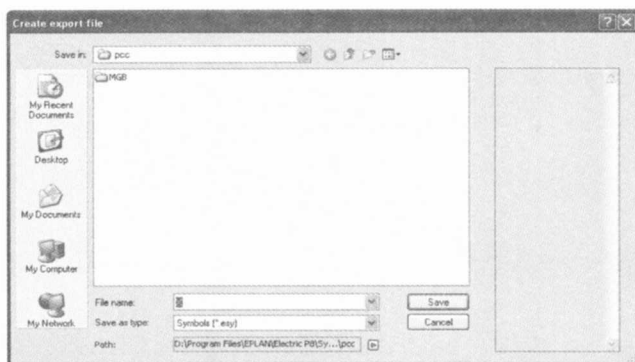 Create export file
Save in:
pcc
MGB
My Recent
Documents
Desktop
My Documents
My Computer
My Network
File name:
Save as type:
Symbols (*.esy)
Path:
D:\Program Files\EPLAN\Electric P8\Sy...\pcc
Save
Cancel